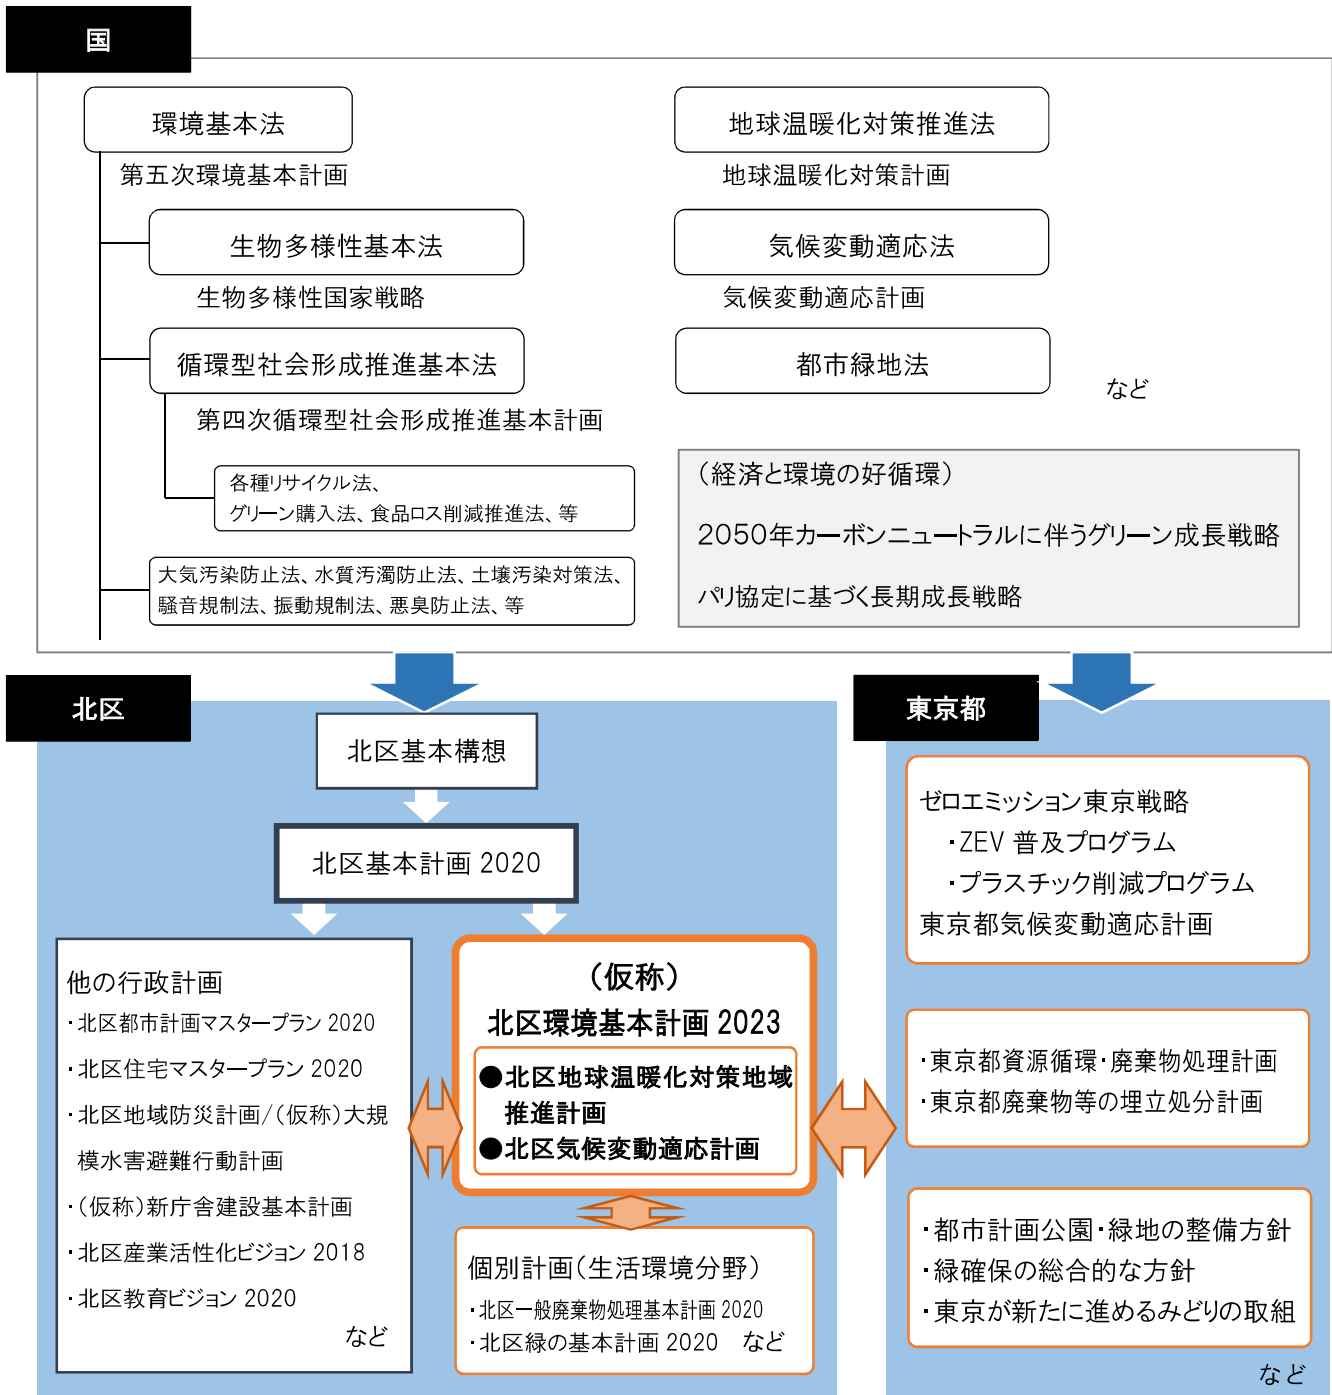 国
環境基本法
第五次環境基本計画
生物多様性基本法
生物多様性国家戦略
循環型社会形成推進基本法
第四次循環型社会形成推進基本計画
各種リサイクル法、
グリーン購入法、食品ロス削減推進法、等
大気汚染防止法、水質汚濁防止法、土壌汚染対策法、
騒音規制法、振動規制法、悪臭防止法、等
地球温暖化対策推進法
地球温暖化対策計画
気候変動適応法
気候変動適応計画
都市緑地法
など
（経済と環境の好循環）
2050年カーボンニュートラルに伴うグリーン成長戦略
パリ協定に基づく長期成長戦略
北区
北区基本構想
北区基本計画 2020
他の行政計画
・北区都市計画マスタープラン 2020
・北区住宅マスタープラン 2020
・北区地域防災計画/（仮称）大規
模水害避難行動計画
・（仮称）新庁舎建設基本計画
・北区産業活性化ビジョン 2018
・北区教育ビジョン 2020
など
（仮称）
北区環境基本計画 2023
●北区地球温暖化対策地域
推進計画
●北区気候変動適応計画
個別計画（生活環境分野）
・北区一般廃棄物処理基本計画 2020
・北区緑の基本計画 2020 など
東京都
ゼロエミッション東京戦略
・ZEV 普及プログラム
・プラスチック削減プログラム
東京都気候変動適応計画
・東京都資源循環・廃棄物処理計画
・東京都廃棄物等の埋立処分計画
・都市計画公園・緑地の整備方針
・緑確保の総合的な方針
・東京が新たに進めるみどりの取組
など